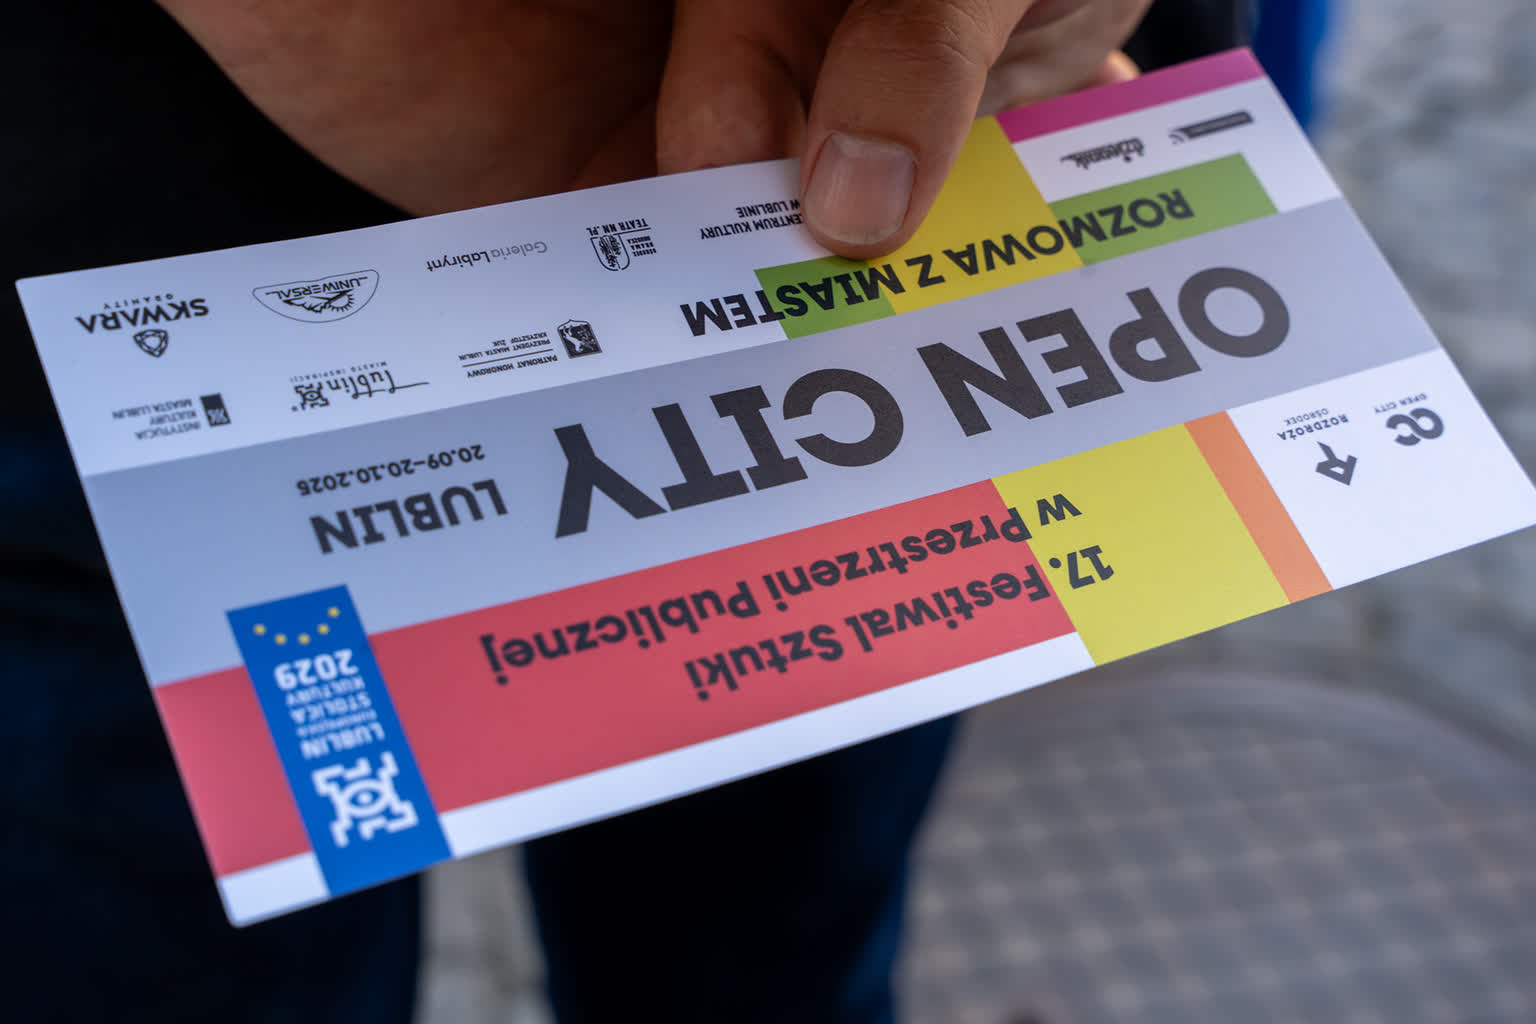 17. Festiwal Sztuki
w Przestrzeni Publicznej
OPEN CITY
LUBLIN
20.09–20.10.2025
ROZMOWA Z MIASTEM
LUBLIN
EUROPEJSKA
STOLICA
KULTURY
2029
OPEN CITY
ROZDROŻA
OŚRODEK
INSTYTUCJA
KULTURY
MIASTA LUBLIN
lublin
MIASTO INSPIRACJI
PATRONAT HONOROWY
PREZYDENT MIASTA LUBLIN
KRZYSZTOF ŻUK
CENTRUM KULTURY
W LUBLINIE
TEATR NN.PL
Galeria Labirynt
UNIWERSAL
SKWARA
GRANITY